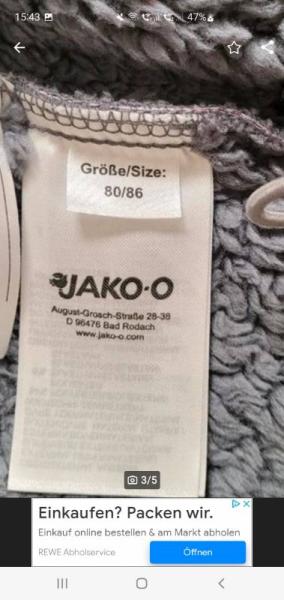 15:43
47%
Größe/Size:
80/86
JAKO-O
August-Grosch-Straße 28-38
D 96476 Bad Rodach
www.jako-o.com
3/5
Einkaufen? Packen wir.
Einkauf online bestellen & am Markt abholen
REWE Abholservice
Öffnen